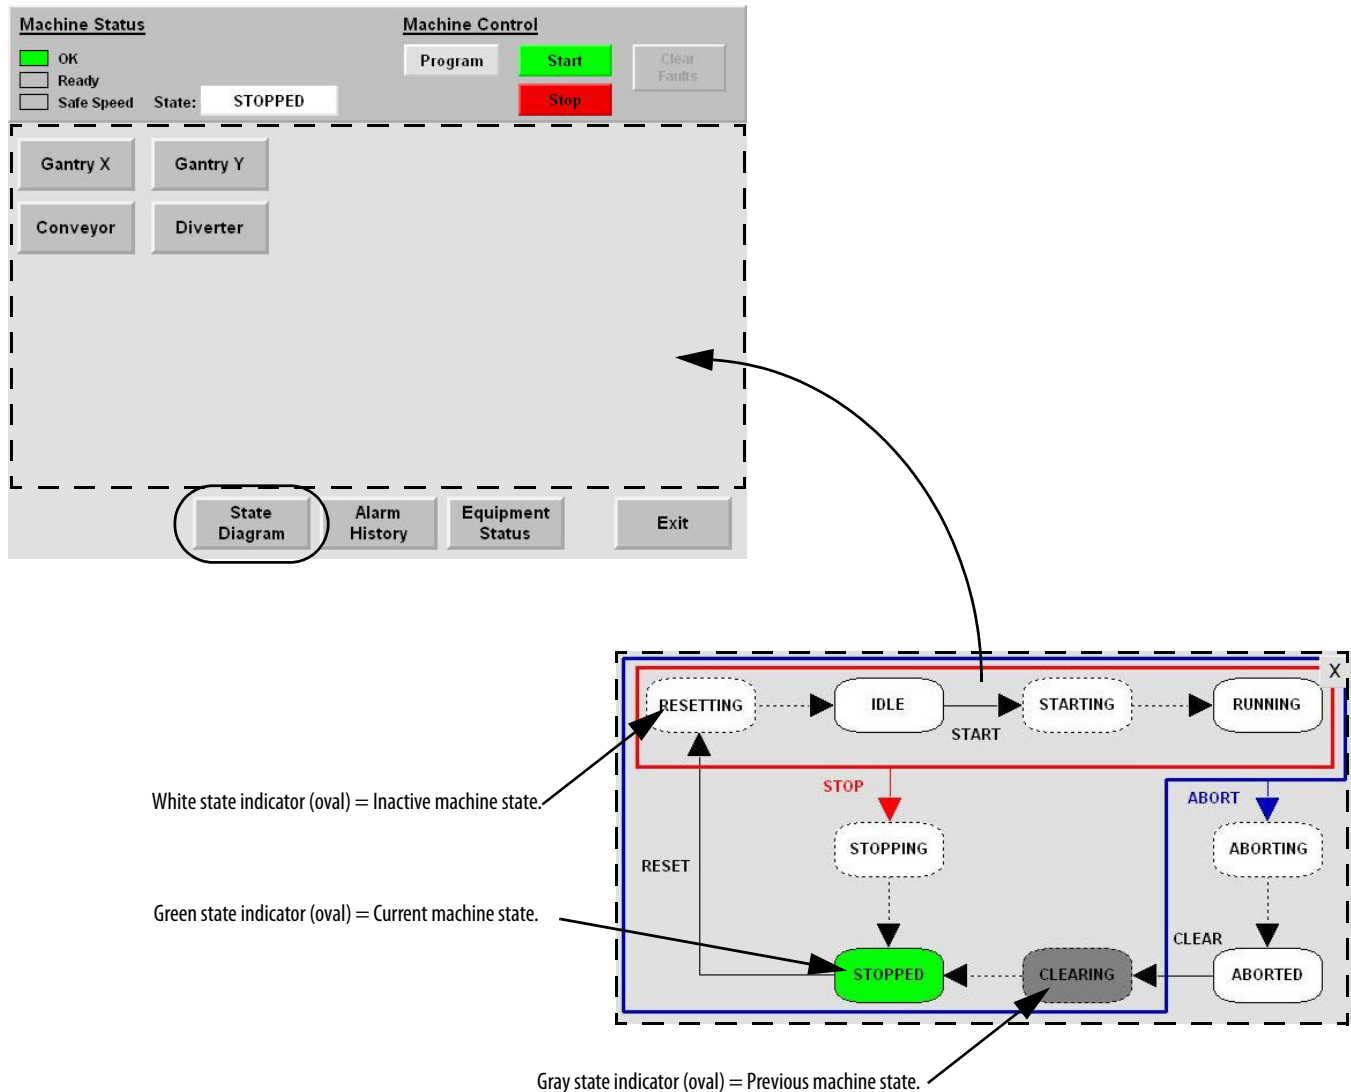 Machine Status
Machine Control
OK
Ready
Safe Speed
State:
STOPPED
Program
Start
Stop
Clear
Faults
Gantry X
Gantry Y
Conveyor
Diverter
State
Diagram
Alarm
History
Equipment
Status
Exit
X
RESETTING
IDLE
START
STARTING
RUNNING
STOP
ABORT
White state indicator (oval) = Inactive machine state.
STOPPING
ABORTING
RESET
Green state indicator (oval) = Current machine state.
CLEAR
STOPPED
CLEARING
ABORTED
Gray state indicator (oval) = Previous machine state.